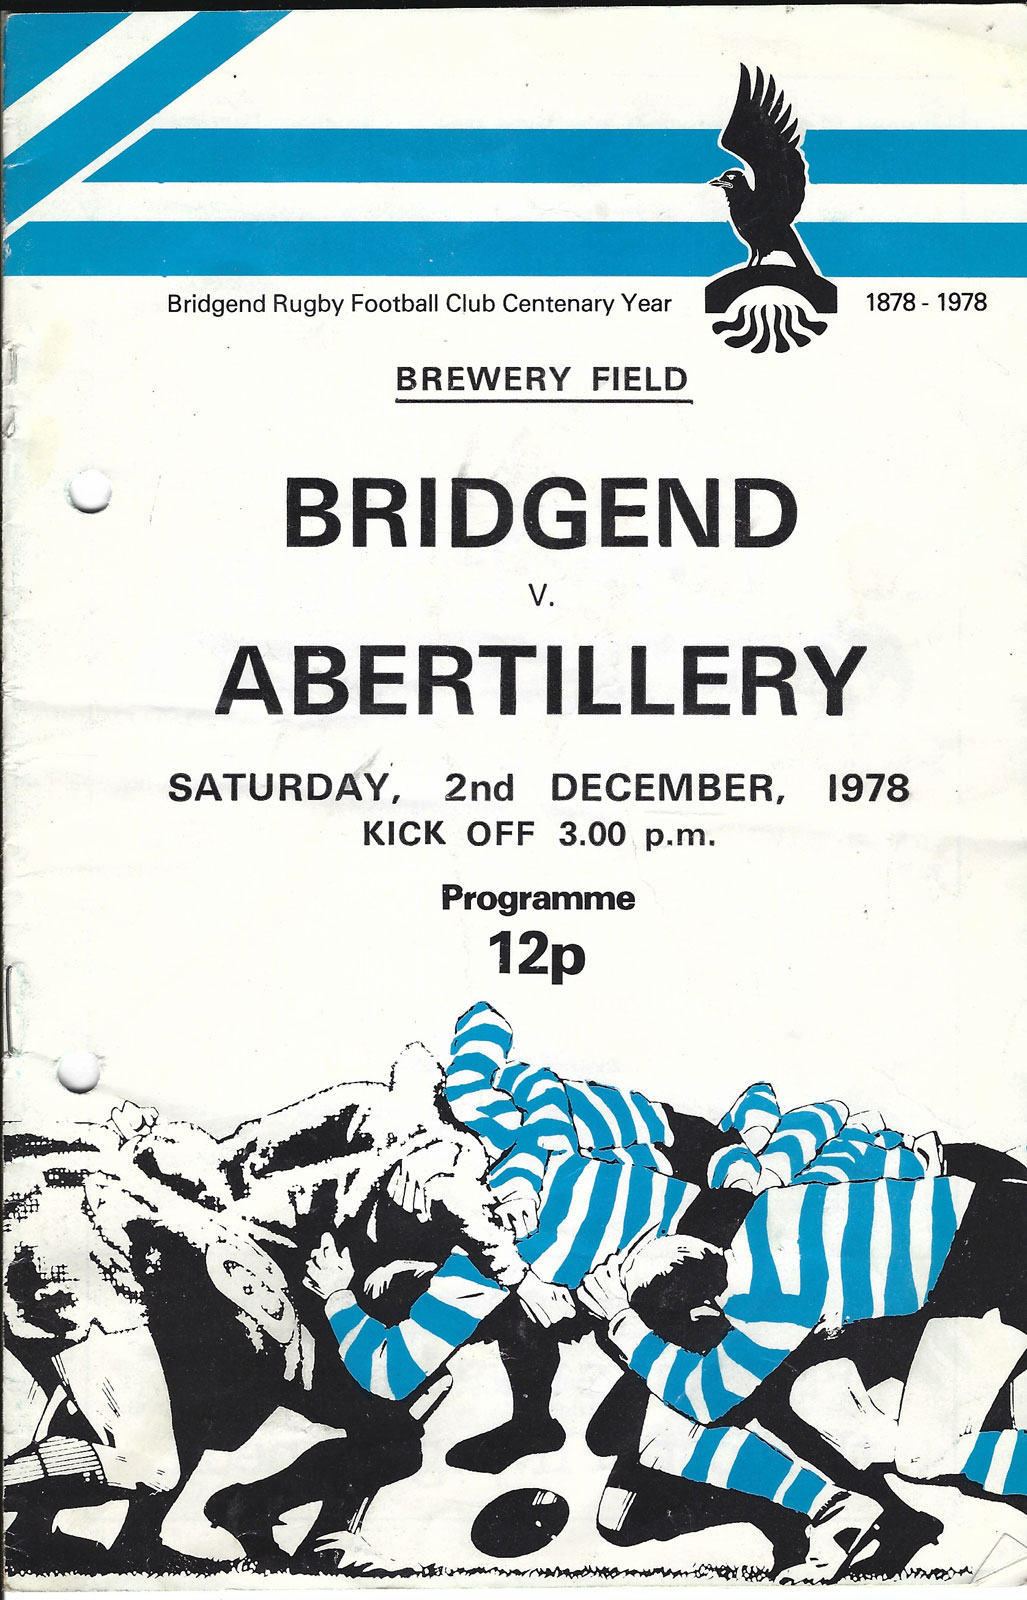 Bridgend Rugby Football Club Centenary Year 1878 - 1978
BREWERY FIELD
BRIDGEND
V.
ABERTILLERY
SATURDAY, 2nd DECEMBER, 1978
KICK OFF 3.00 p.m.
Programme
12p